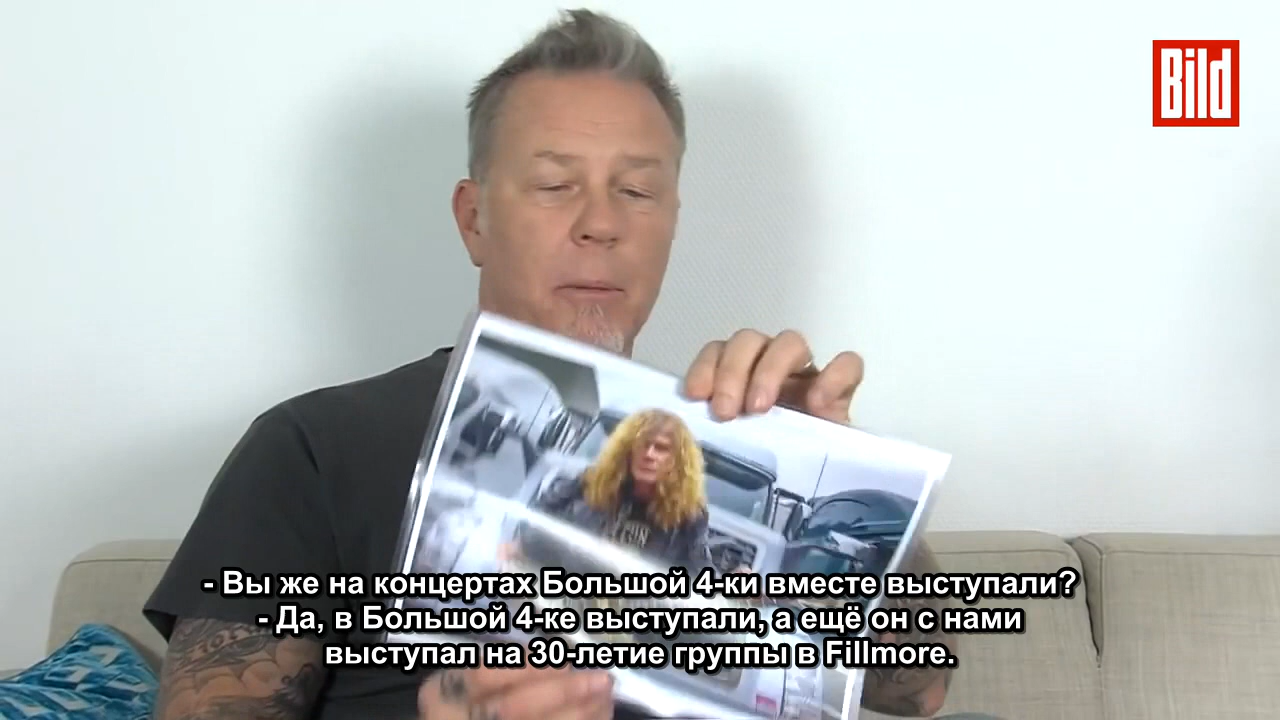 Bild
- Вы же на концертах Большой 4-ки вместе выступали?
- Да, в Большой 4-ке выступали, а ещё он с нами
выступал на 30-летие группы в Fillmore.